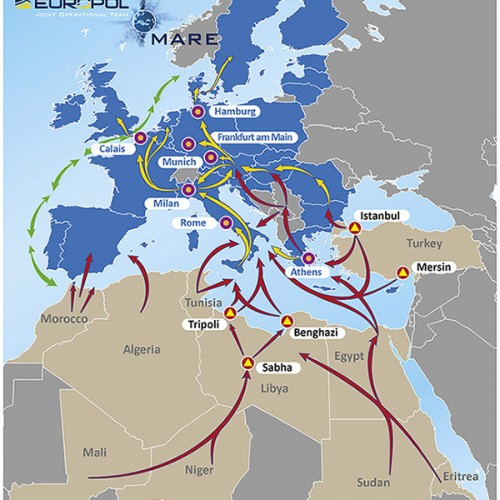 EUROPOL
JOINT OPERATIONAL TEAM
MARE
Hamburg
Frankfurt am Main
Calais
Munich
Milan
Rome
Istanbul
Turkey
Athens
Mersin
Tunisia
Morocco
Tripoli
Benghazi
Algeria
Egypt
Sabha
Libya
Mali
Niger
Sudan
Eritrea